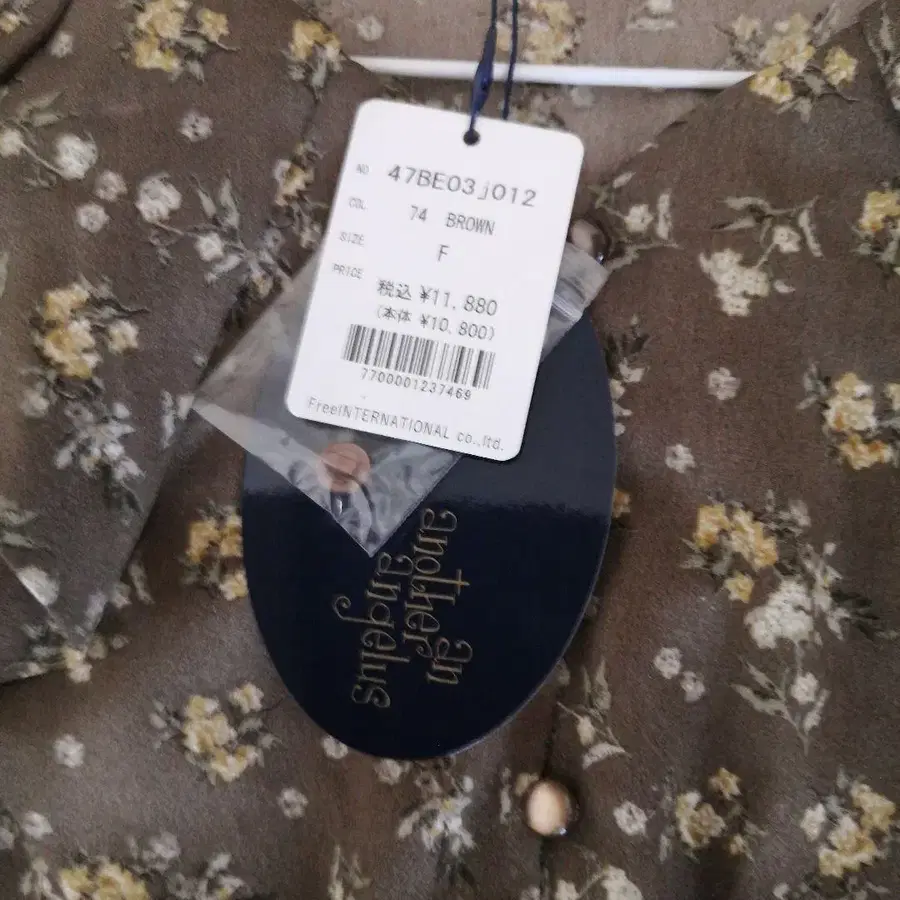 NO 47BE03J012
COL 74 BROWN
SIZE F
PRICE 税込 ¥11,880
(本体 ¥10,800)
7700001237469
FreeINTERNATIONAL co.,ltd.
an
another
angelus